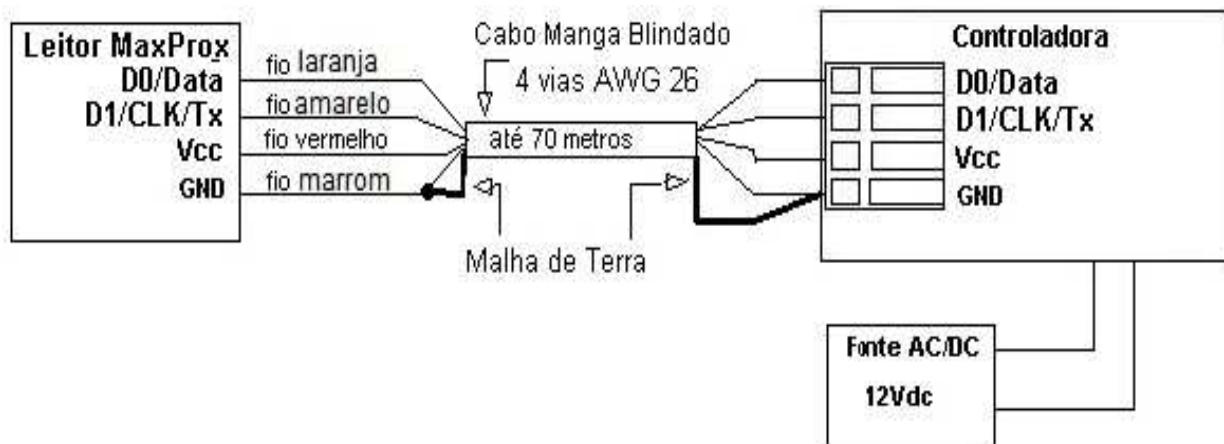 Leitor MaxProx
D0/Data
D1/CLK/Tx
Vcc
GND
fio laranja
fio amarelo
fio vermelho
fio marrom
Cabo Manga Blindado
4 vias AWG 26
até 70 metros
Malha de Terra
Controladora
D0/Data
D1/CLK/Tx
Vcc
GND
Fonte AC/DC
12Vdc